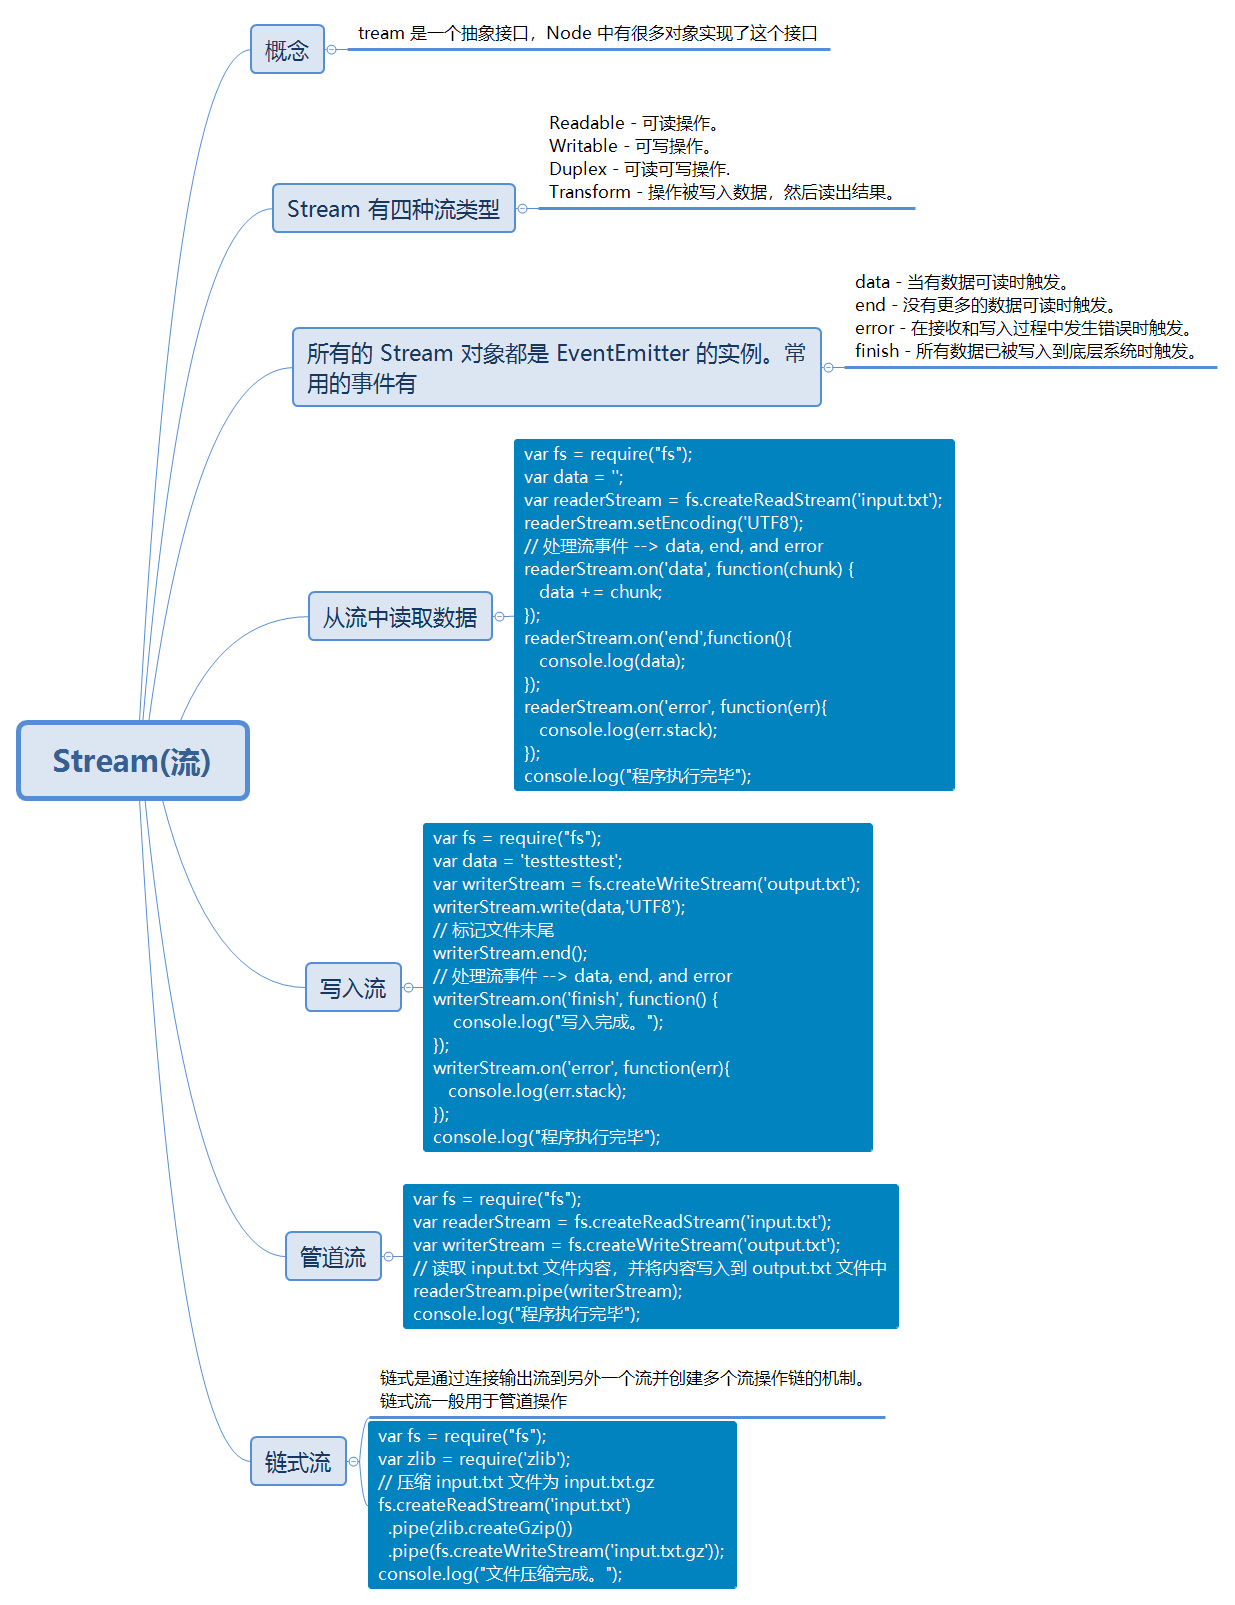 概念
tream 是一个抽象接口，Node 中有很多对象实现了这个接口
Stream 有四种流类型
Readable - 可读操作。
Writable - 可写操作。
Duplex - 可读可写操作.
Transform - 操作被写入数据，然后读出结果。
所有的 Stream 对象都是 EventEmitter 的实例。常
用的事件有
data - 当有数据可读时触发。
end - 没有更多的数据可读时触发。
error - 在接收和写入过程中发生错误时触发。
finish - 所有数据已被写入到底层系统时触发。
从流中读取数据
var fs = require("fs");
var data = '';
var readerStream = fs.createReadStream('input.txt');
readerStream.setEncoding('UTF8');
// 处理流事件 --> data, end, and error
readerStream.on('data', function(chunk) {
   data += chunk;
});
readerStream.on('end',function(){
   console.log(data);
});
readerStream.on('error', function(err){
   console.log(err.stack);
});
console.log("程序执行完毕");
Stream(流)
写入流
var fs = require("fs");
var data = 'testtesttest';
var writerStream = fs.createWriteStream('output.txt');
writerStream.write(data,'UTF8');
// 标记文件末尾
writerStream.end();
// 处理流事件 --> data, end, and error
writerStream.on('finish', function() {
    console.log("写入完成。");
});
writerStream.on('error', function(err){
   console.log(err.stack);
});
console.log("程序执行完毕");
管道流
var fs = require("fs");
var readerStream = fs.createReadStream('input.txt');
var writerStream = fs.createWriteStream('output.txt');
// 读取 input.txt 文件内容，并将内容写入到 output.txt 文件中
readerStream.pipe(writerStream);
console.log("程序执行完毕");
链式流
链式是通过连接输出流到另外一个流并创建多个流操作链的机制。
链式流一般用于管道操作
var fs = require("fs");
var zlib = require('zlib');
// 压缩 input.txt 文件为 input.txt.gz
fs.createReadStream('input.txt')
  .pipe(zlib.createGzip())
  .pipe(fs.createWriteStream('input.txt.gz'));
console.log("文件压缩完成。");